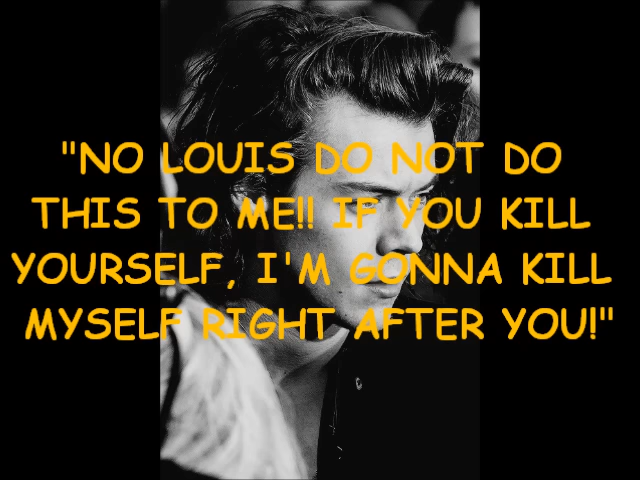 "NO LOUIS DO NOT DO
THIS TO ME!! IF YOU KILL
YOURSELF, I'M GONNA KILL
MYSELF RIGHT AFTER YOU!"